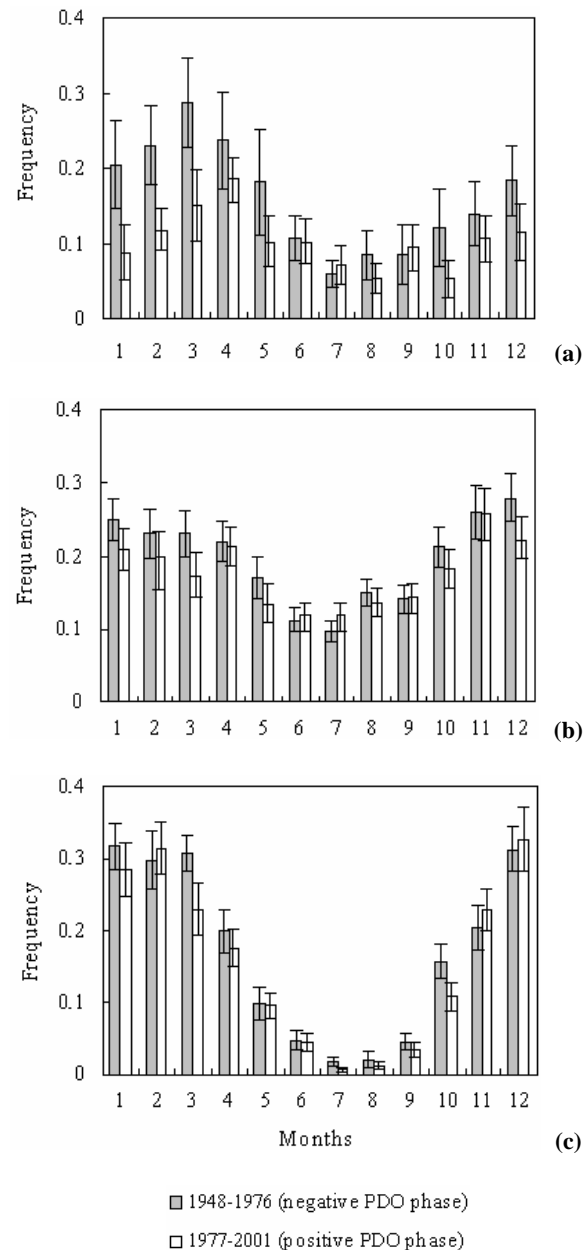 0.4
0.3
Frequency
0.2
0.1
0
1 2 3 4 5 6 7 8 9 10 11 12
(a)
0.4
0.3
Frequency
0.2
0.1
0
1 2 3 4 5 6 7 8 9 10 11 12
(b)
0.4
0.3
Frequency
0.2
0.1
0
1 2 3 4 5 6 7 8 9 10 11 12
Months
(c)
1948-1976 (negative PDO phase)
1977-2001 (positive PDO phase)